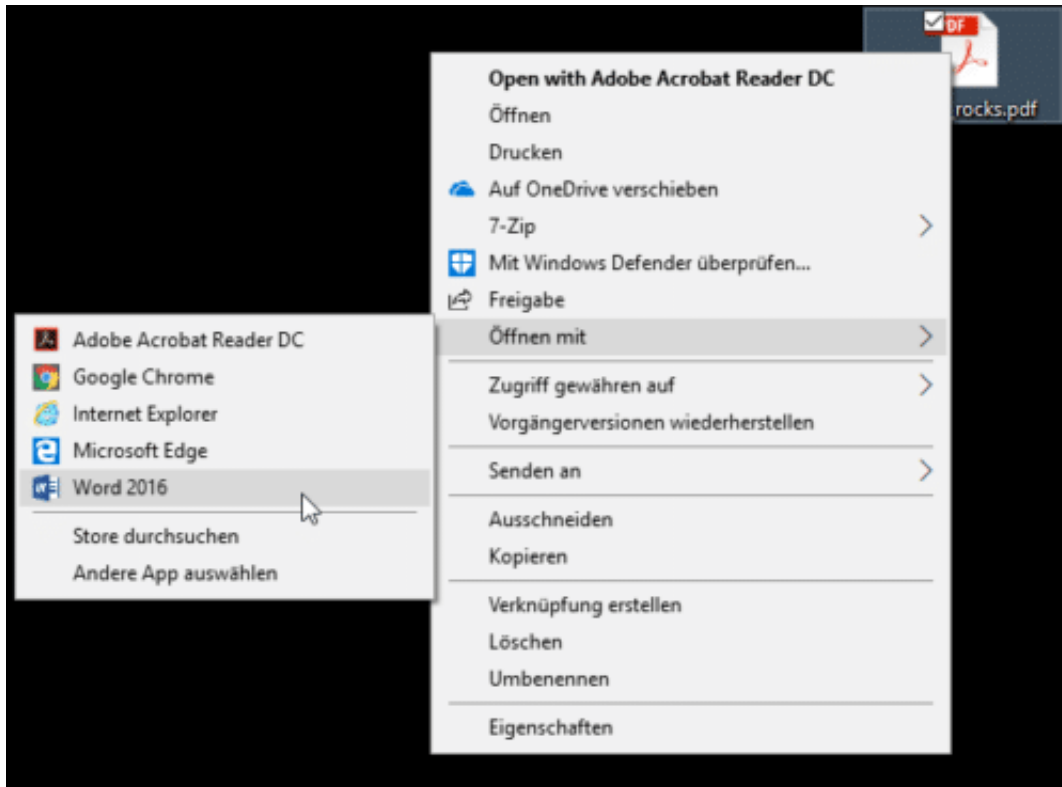 DF
_rocks.pdf
Open with Adobe Acrobat Reader DC
Öffnen
Drucken
Auf OneDrive verschieben
7-Zip
Mit Windows Defender überprüfen...
Freigabe
Öffnen mit
Zugriff gewähren auf
Vorgängerversionen wiederherstellen
Senden an
Ausschneiden
Kopieren
Verknüpfung erstellen
Löschen
Umbenennen
Eigenschaften
Adobe Acrobat Reader DC
Google Chrome
Internet Explorer
Microsoft Edge
Word 2016
Store durchsuchen
Andere App auswählen